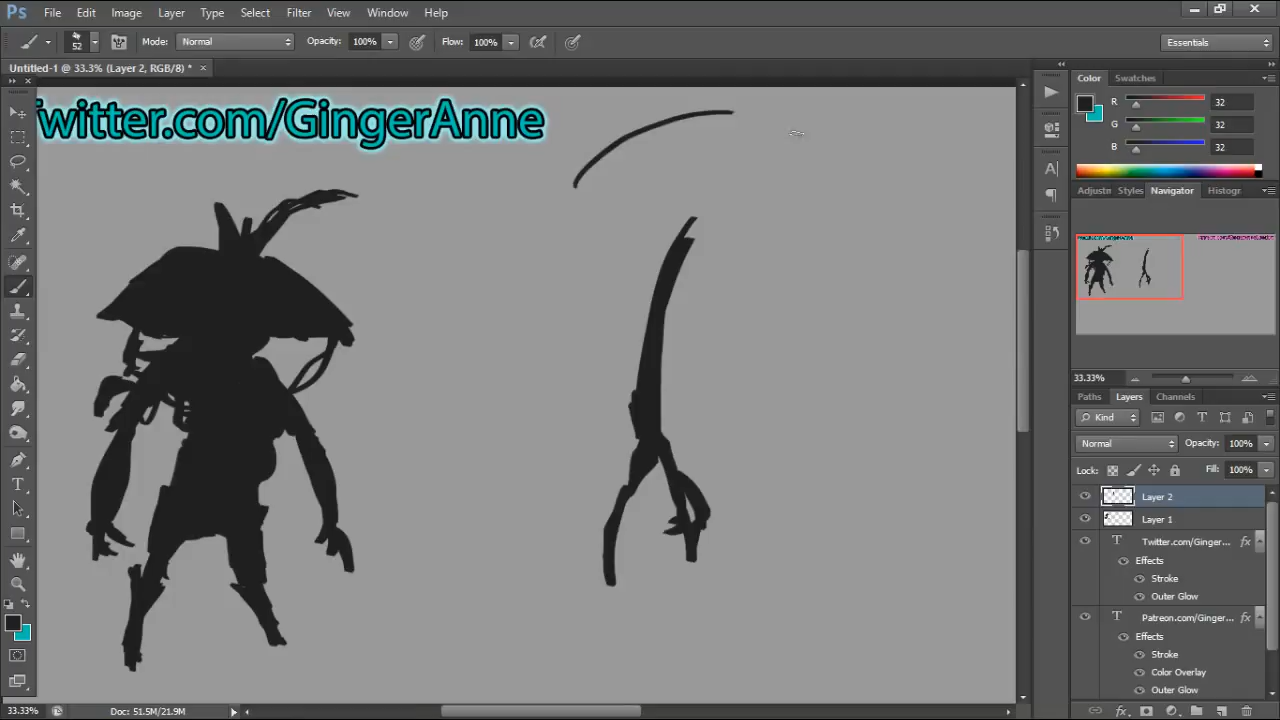 Ps File Edit Image Layer Type Select Filter View Window Help
52 Mode: Normal Opacity: 100% Flow: 100% Essentials
Untitled-1 @ 33.3% (Layer 2, RGB/8) * ×
Twitter.com/GingerAnne
Color Swatches
R 32
G 32
B 32
Adjustm Styles Navigator Histogr
33.33%
Paths Layers Channels
Kind
Normal Opacity: 100%
Lock: Fill: 100%
Layer 2
Layer 1
Twitter.com/Ginger... fx
Effects
Stroke
Outer Glow
Patreon.com/Ginger... fx
Effects
Stroke
Color Overlay
Outer Glow
33.33% Doc: 51.5M/21.9M